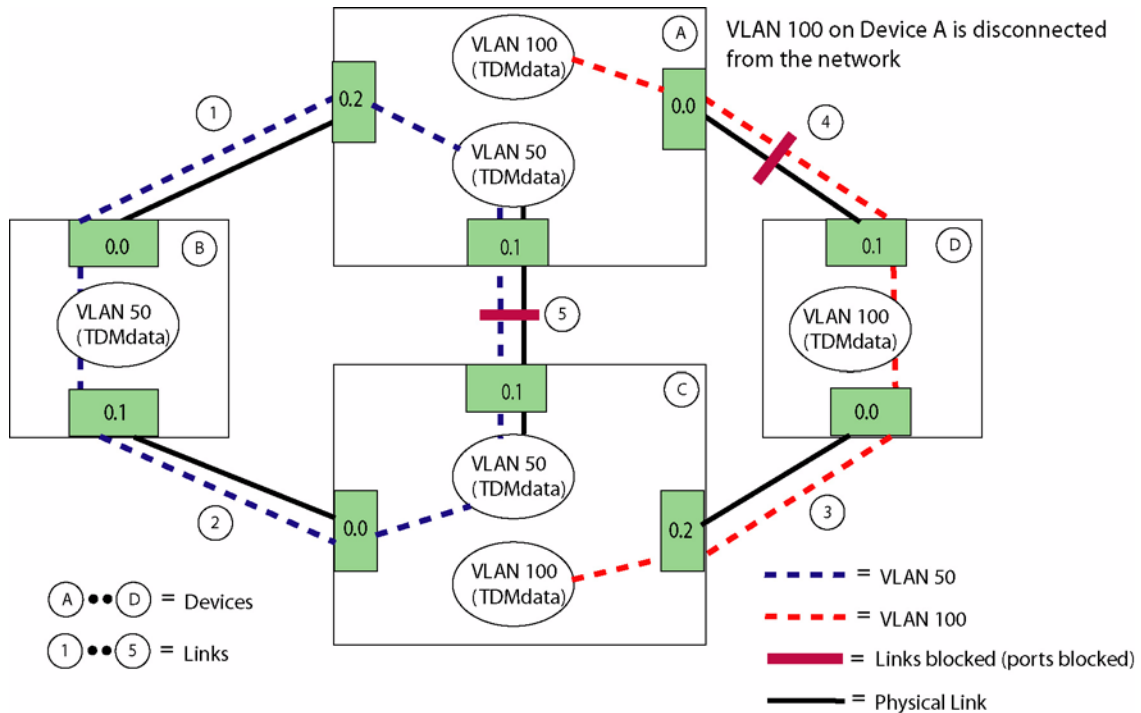 VLAN 100
(TDMdata)
A
VLAN 100 on Device A is disconnected
from the network
0.2
0.0
1
4
VLAN 50
(TDMdata)
0.0
B
0.1
0.1
D
VLAN 50
(TDMdata)
5
VLAN 100
(TDMdata)
0.1
C
0.1
0.0
VLAN 50
(TDMdata)
2
0.0
0.2
3
VLAN 100
(TDMdata)
A •• D = Devices
1 •• 5 = Links
= VLAN 50
= VLAN 100
= Links blocked (ports blocked)
= Physical Link